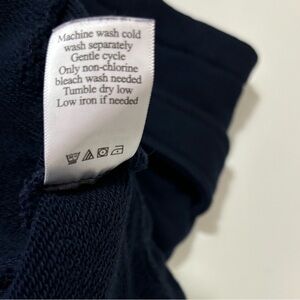 Machine wash cold
wash separately
Gentle cycle
Only non-chlorine
bleach wash needed
Tumble dry low
Low iron if needed